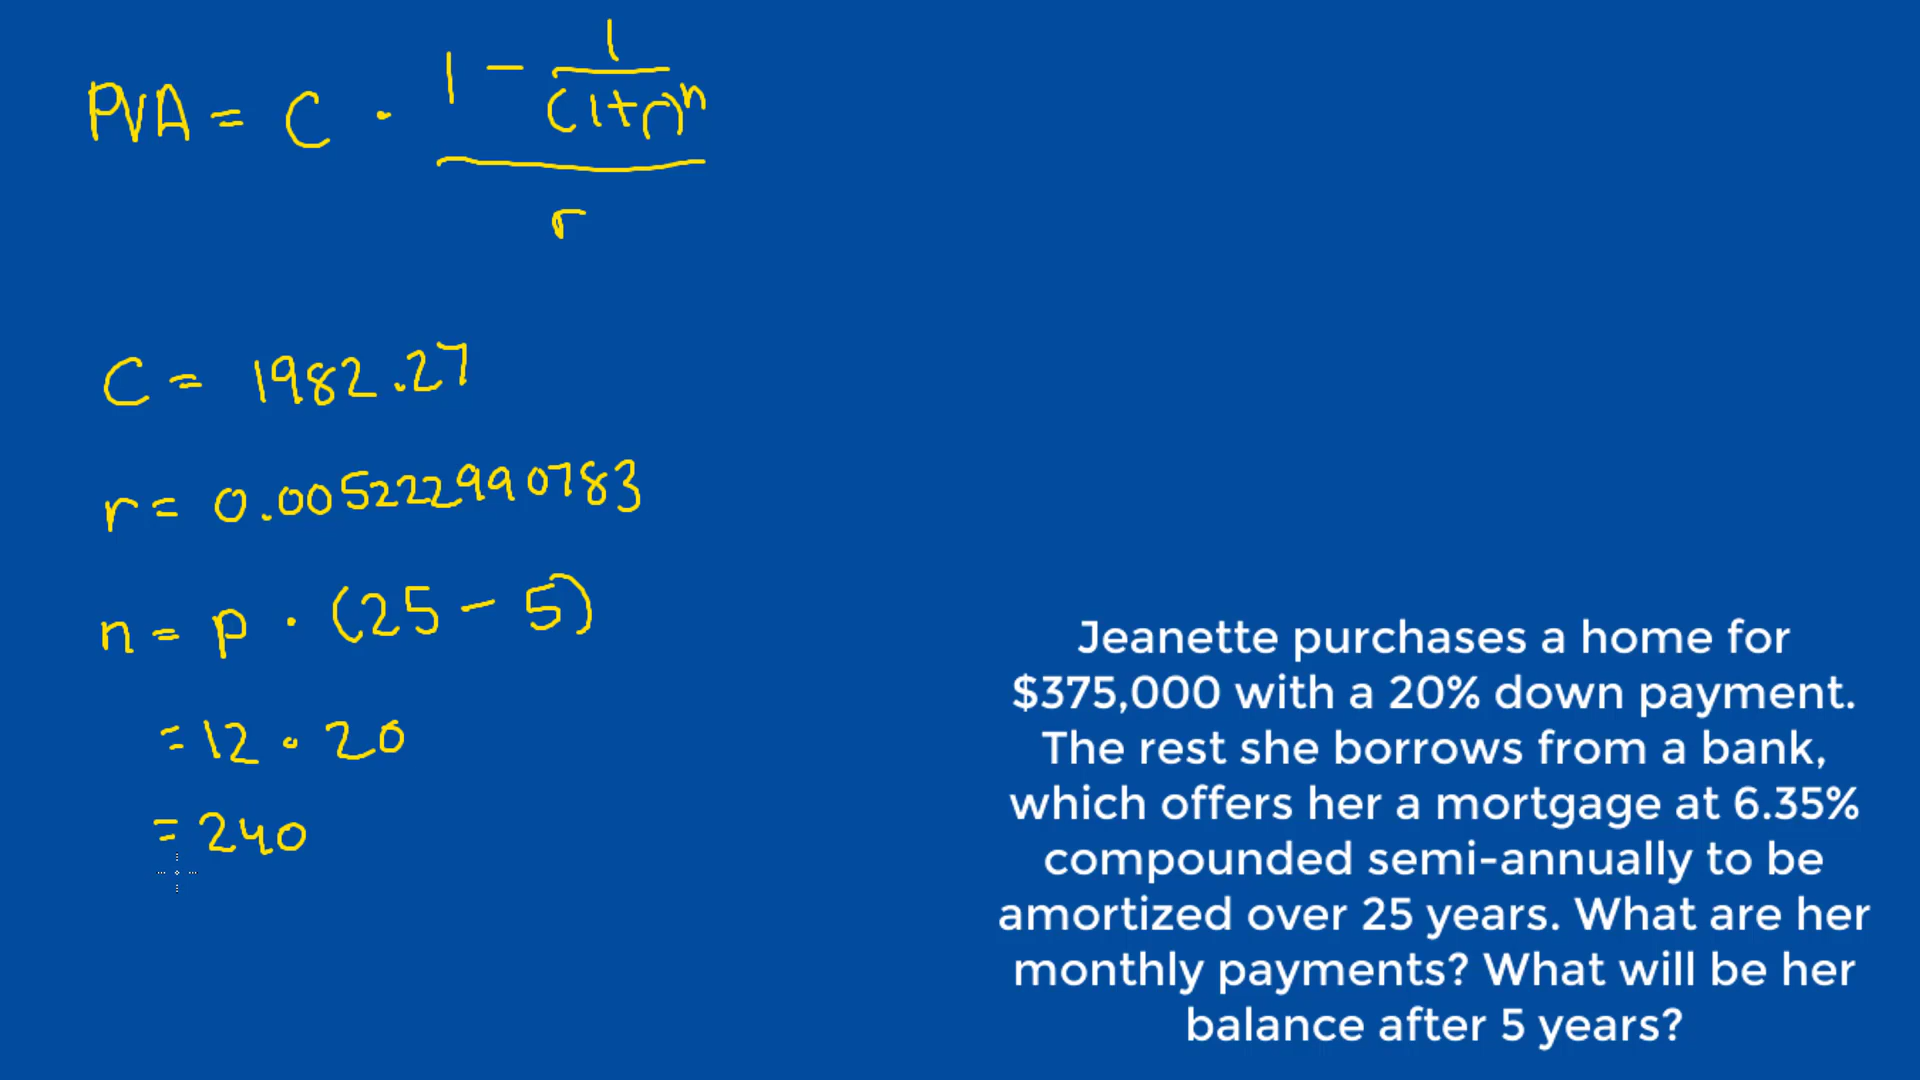 PVA = C · 1 - 1
(1+r)^n
r
C = 1982.27
r = 0.005222990783
n = p · (25 - 5)
= 12 · 20
= 240
Jeanette purchases a home for
$375,000 with a 20% down payment.
The rest she borrows from a bank,
which offers her a mortgage at 6.35%
compounded semi-annually to be
amortized over 25 years. What are her
monthly payments? What will be her
balance after 5 years?